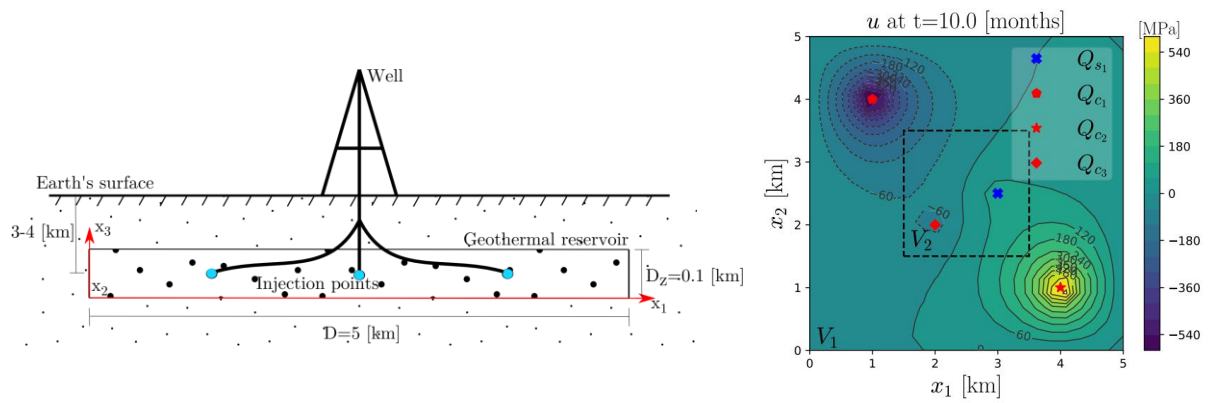 Well
Earth's surface
3-4 [km]
x3
Geothermal reservoir
Dz=0.1 [km]
x2
Injection points
x1
D=5 [km]
u at t=10.0 [months]
[MPa]
5
4
3
2
1
0
x2 [km]
0 1 2 3 4 5
x1 [km]
Qs1
Qc1
Qc2
Qc3
-180
-120
-60
-60
V2
180
120
60
0
V1
540
360
180
0
−180
−360
−540